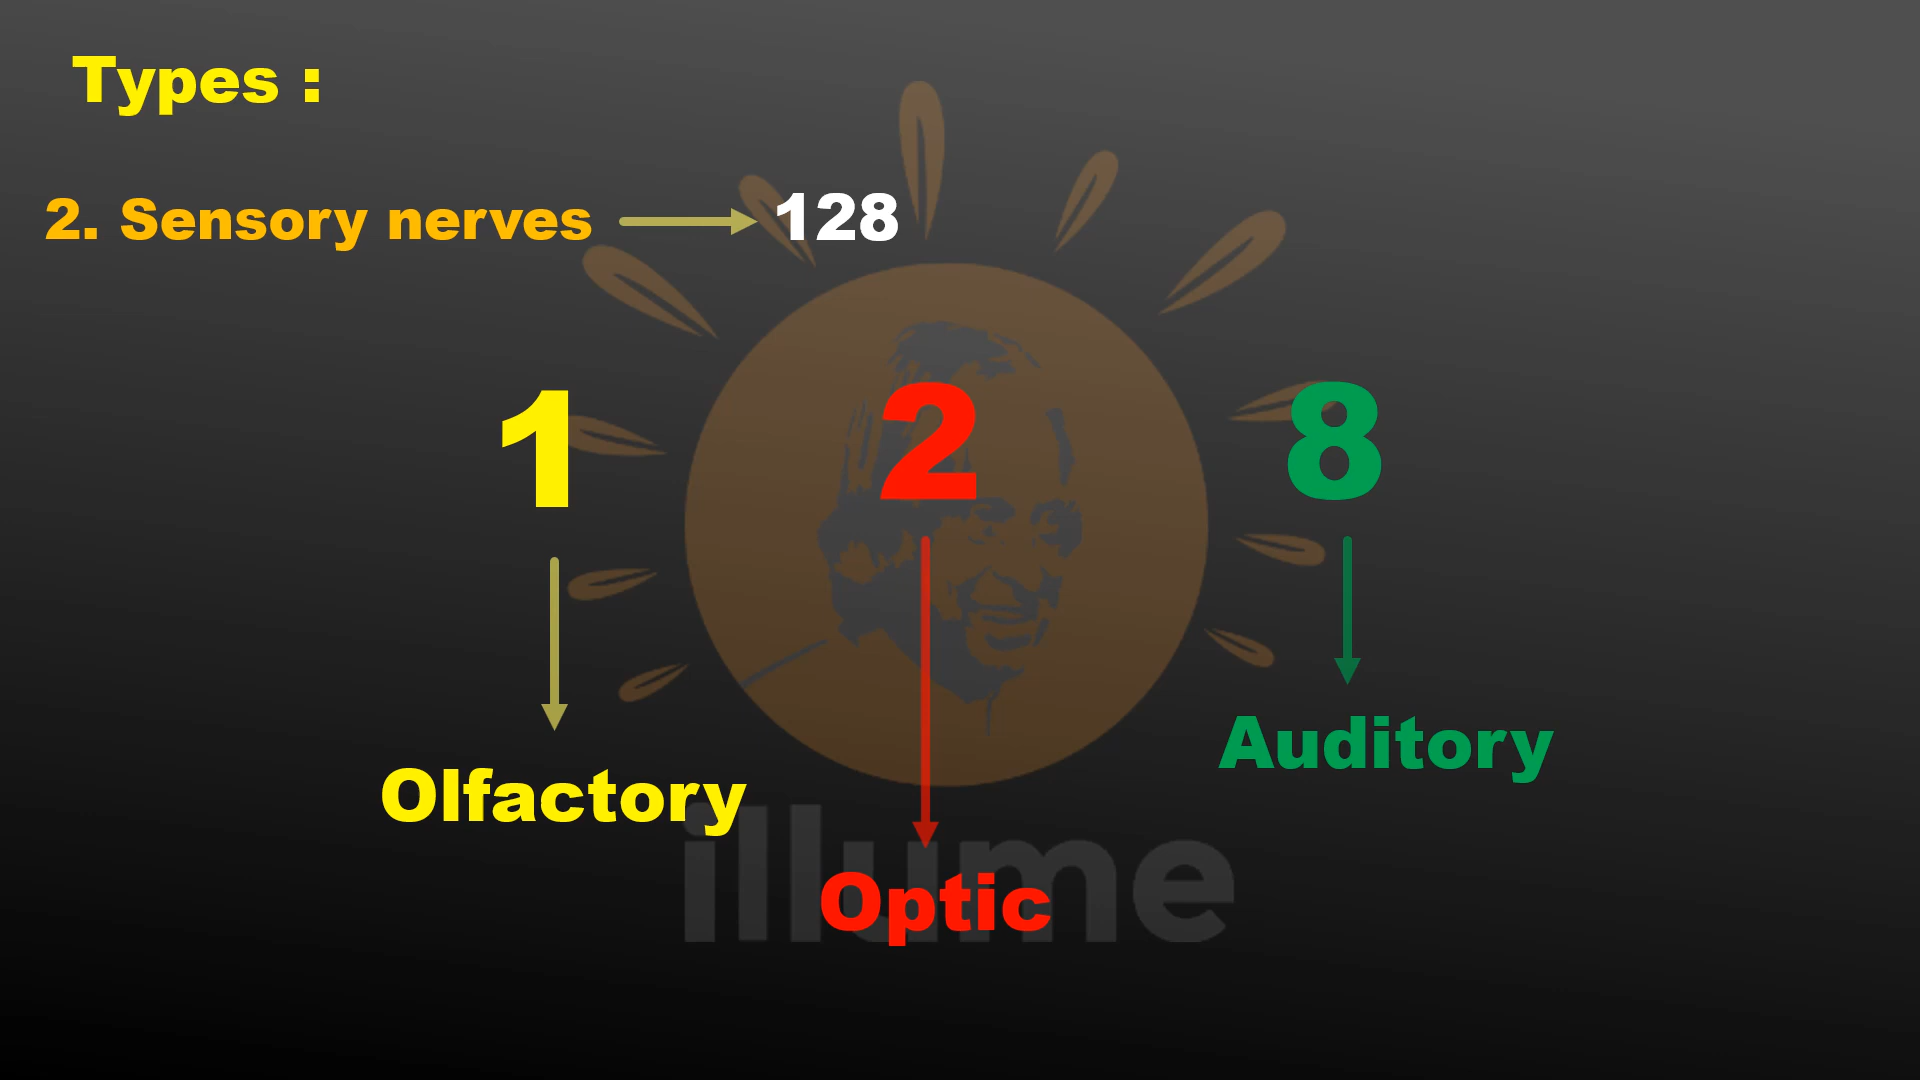 Types :
2. Sensory nerves 128
1 2 8
Olfactory
Auditory
Optic
illume